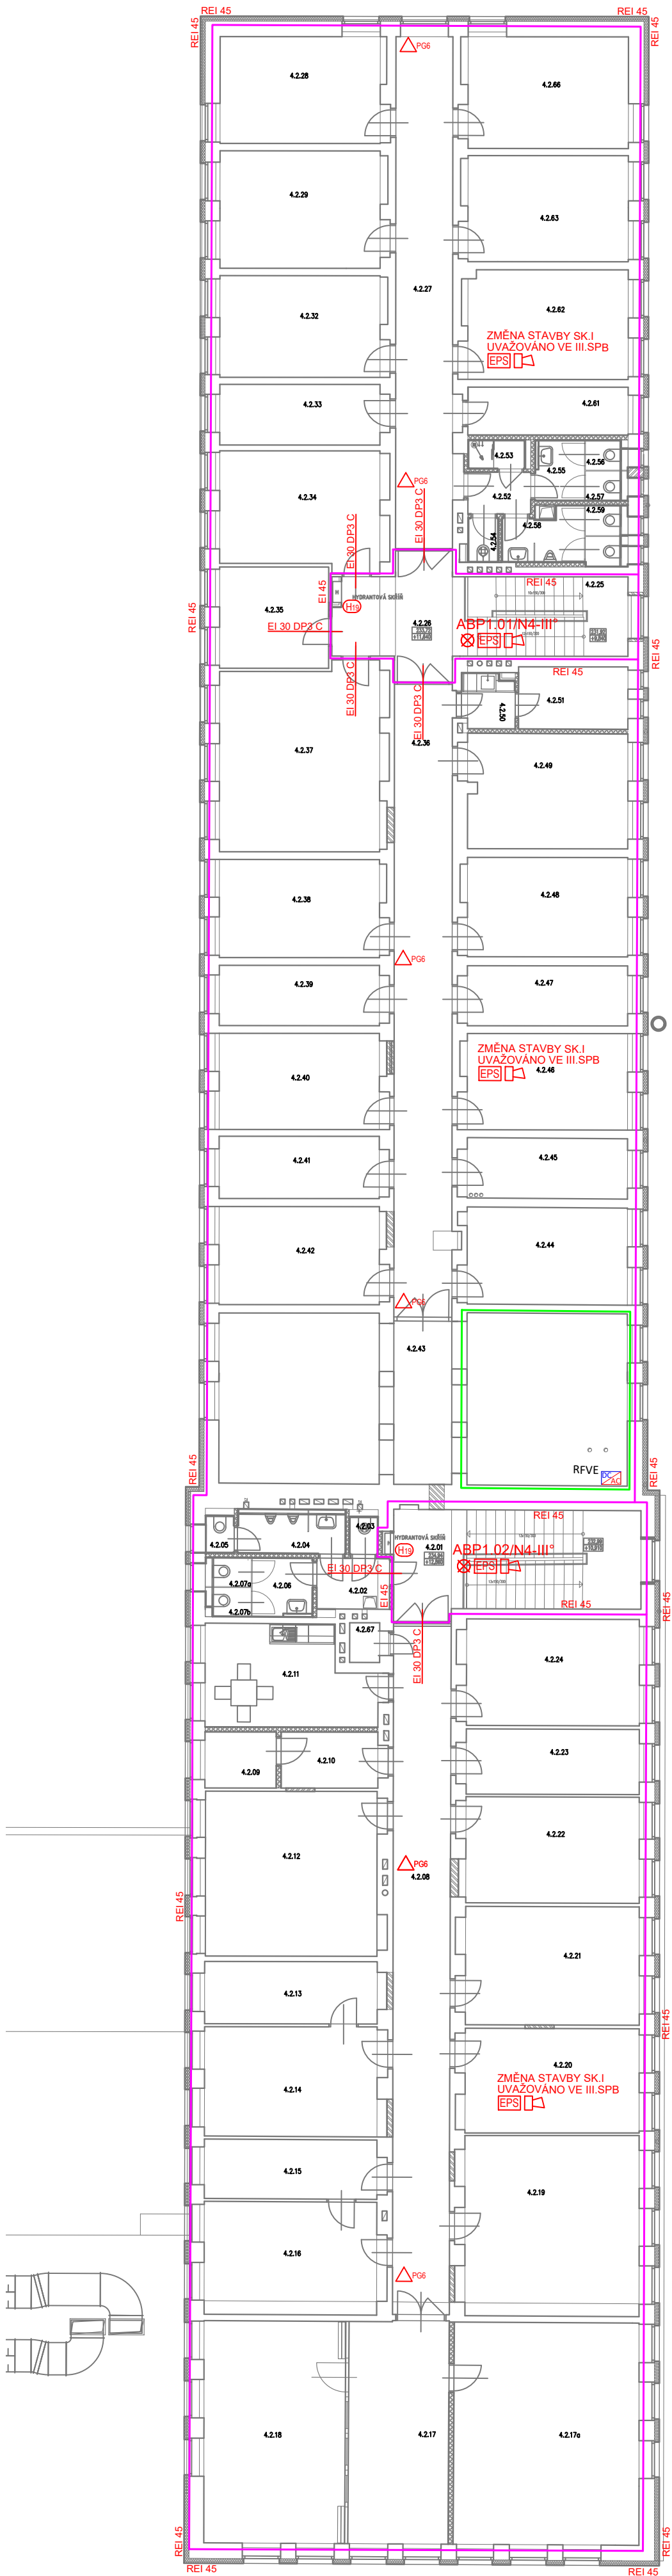 REI 45
REI 45
REI 45
REI 45
PG6
4.2.28
4.2.66
4.2.29
4.2.63
4.2.27
4.2.32
4.2.62
ZMĚNA STAVBY SK.I
UVAŽOVÁNO VE III.SPB
EPS
4.2.33
4.2.61
4.2.53
4.2.55
4.2.56
4.2.34
PG6
4.2.52
4.2.57
4.2.59
4.2.58
4.2.54
EI 30 DP3 C
EI 30 DP3 C
REI 45
4.2.25
EI 45
HYDRANTOVÁ SKŘÍŇ
H19
4.2.35
REI 45
EI 30 DP3 C
4.2.26
ABP1.01/N4-III°
EPS
REI 45
EI 30 DP3 C
EI 30 DP3 C
REI 45
4.2.50
4.2.51
4.2.36
4.2.37
4.2.49
4.2.38
4.2.48
PG6
4.2.39
4.2.47
4.2.40
ZMĚNA STAVBY SK.I
UVAŽOVÁNO VE III.SPB
EPS
4.2.46
4.2.41
4.2.45
4.2.42
4.2.44
PG6
4.2.43
REI 45
RFVE
DC
AC
REI 45
REI 45
4.2.05
4.2.04
4.2.03
HYDRANTOVÁ SKŘÍŇ
H19
4.2.01
ABP1.02/N4-III°
EPS
EI 30 DP3 C
4.2.07a
4.2.06
4.2.02
4.2.07b
EI 45
REI 45
4.2.67
EI 30 DP3 C
4.2.24
4.2.11
4.2.23
4.2.09
4.2.10
4.2.22
4.2.12
PG6
4.2.08
REI 45
4.2.21
4.2.13
REI 45
4.2.14
4.2.20
ZMĚNA STAVBY SK.I
UVAŽOVÁNO VE III.SPB
EPS
4.2.15
4.2.19
4.2.16
PG6
4.2.18
4.2.17
4.2.17a
REI 45
REI 45
REI 45
REI 45